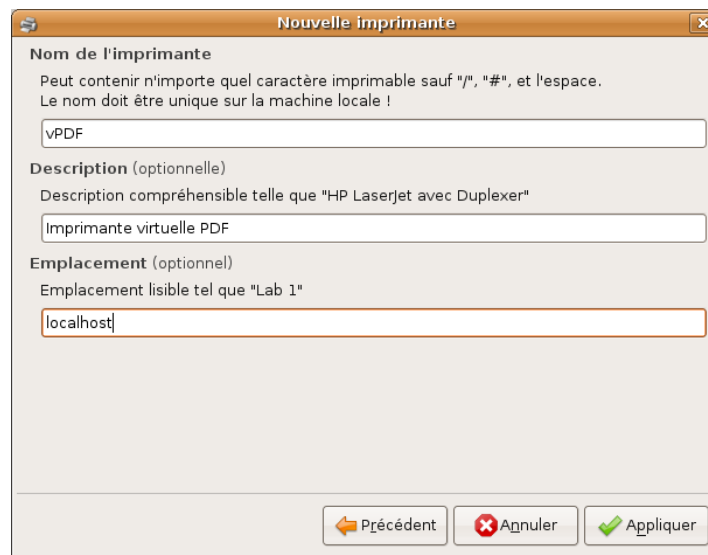 Nouvelle imprimante
Nom de l'imprimante
Peut contenir n'importe quel caractère imprimable sauf "/", "#", et l'espace.
Le nom doit être unique sur la machine locale !
vPDF
Description (optionnelle)
Description compréhensible telle que "HP LaserJet avec Duplexer"
Imprimante virtuelle PDF
Emplacement (optionnel)
Emplacement lisible tel que "Lab 1"
localhost
Précédent Annuler Appliquer